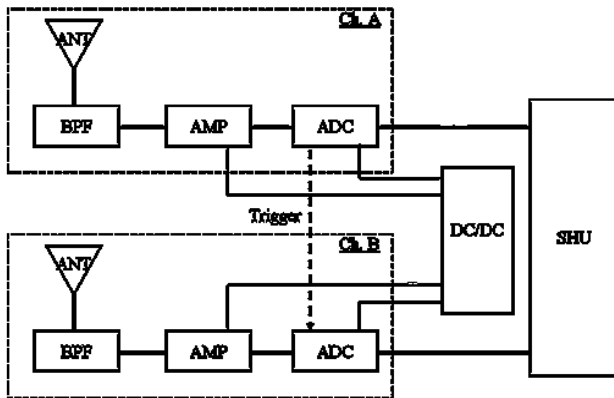 Ch. A
ANT
BPF AMP ADC
Trigger
DC/DC
SHU
Ch. B
ANT
BPF AMP ADC